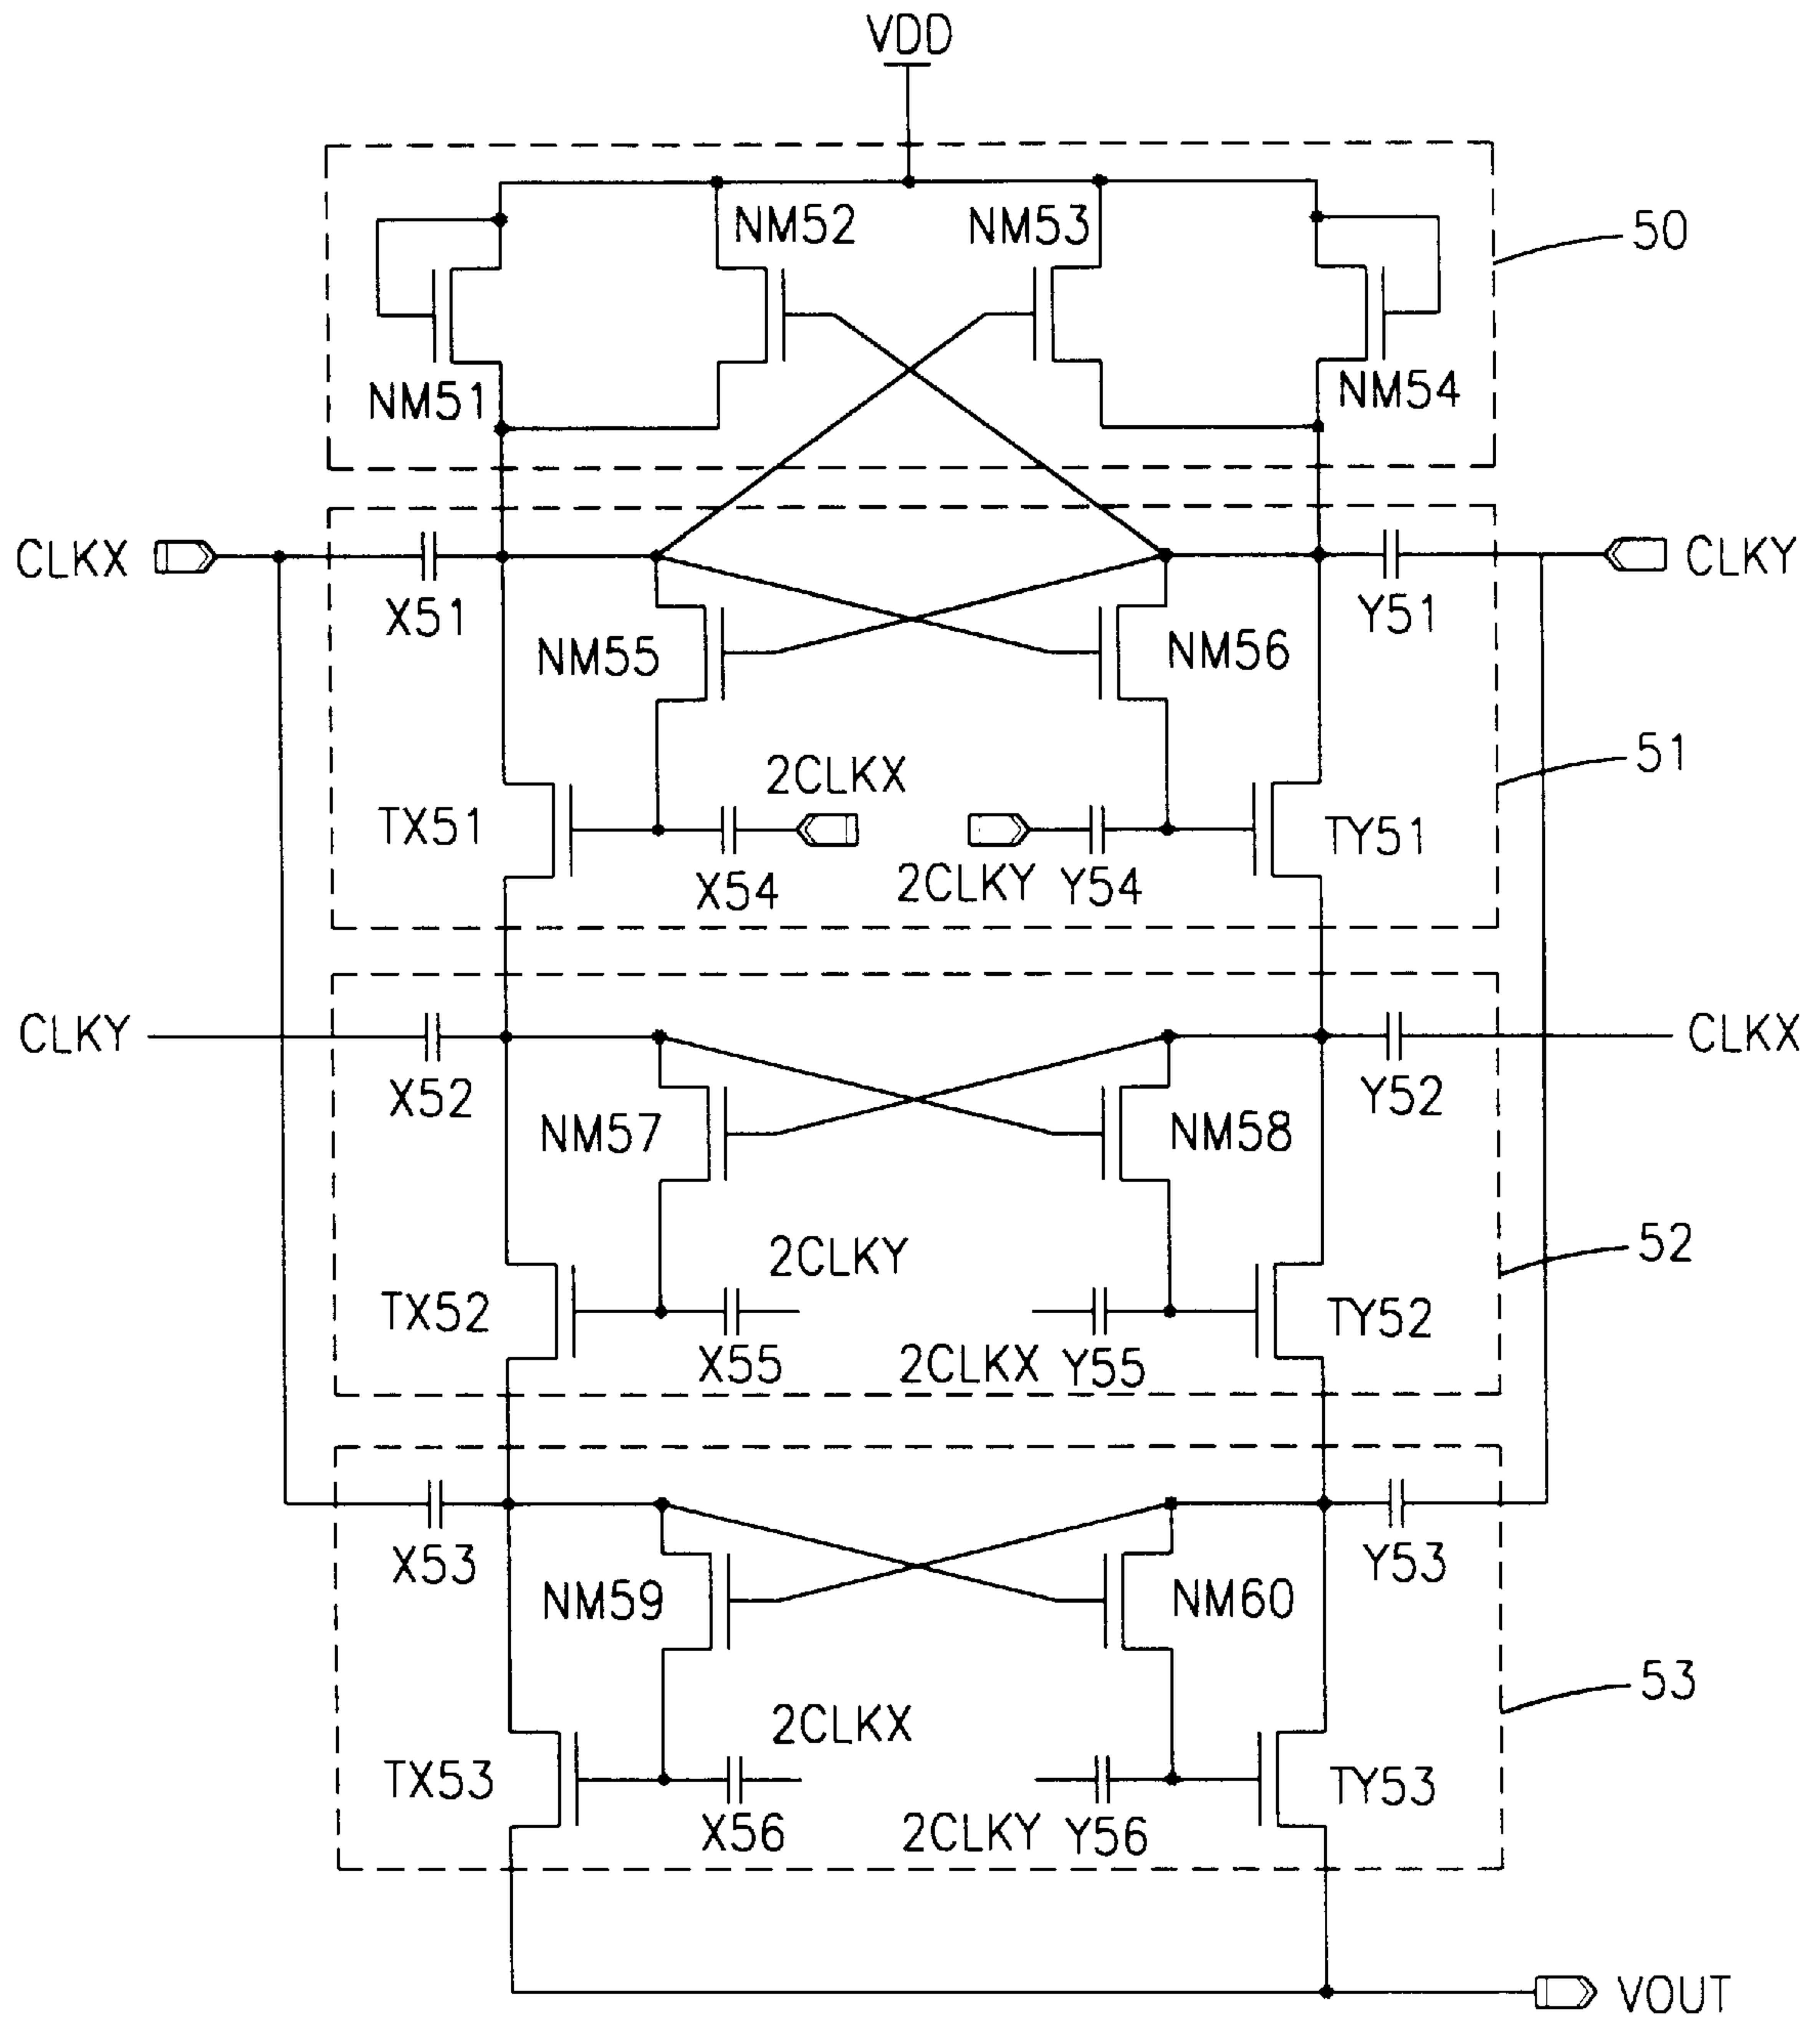 VDD
NM52
NM53
50
NM51
NM54
CLKX
CLKY
X51
Y51
NM55
NM56
51
2CLKX
TX51
TY51
X54
2CLKY
Y54
CLKY
CLKX
X52
Y52
NM57
NM58
52
2CLKY
TX52
TY52
X55
2CLKX
Y55
X53
Y53
NM59
NM60
53
2CLKX
TX53
TY53
X56
2CLKY
Y56
VOUT